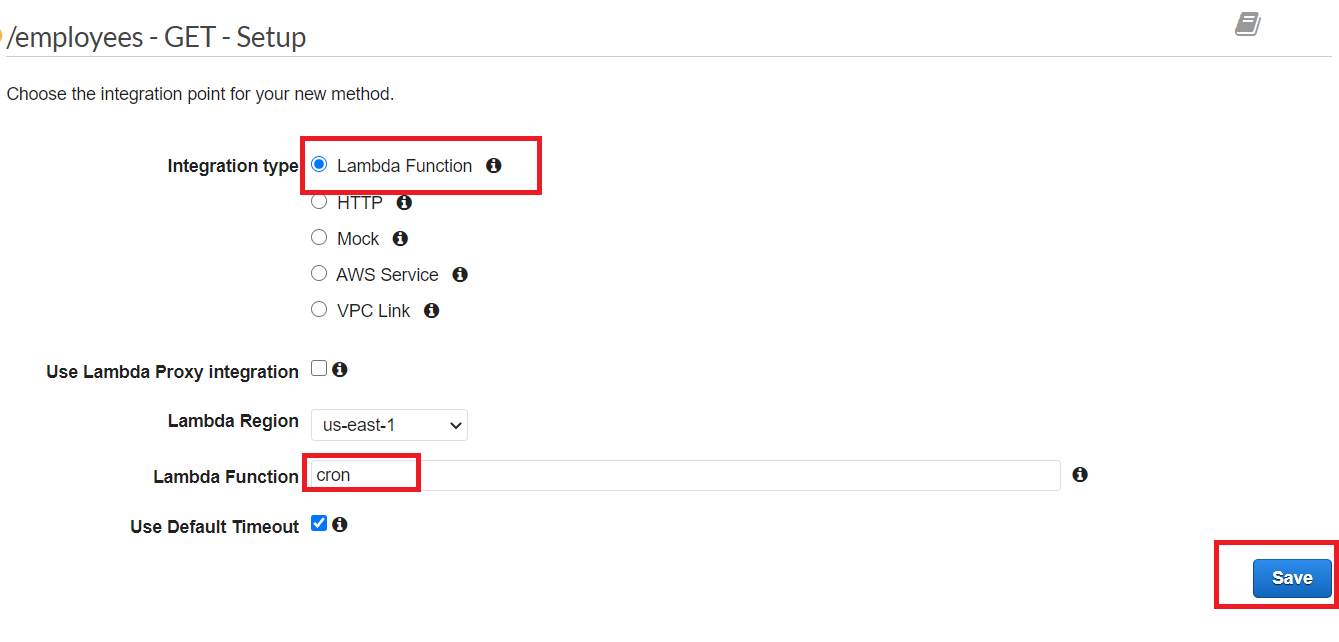 /employees - GET - Setup
Choose the integration point for your new method.
Integration type Lambda Function
HTTP
Mock
AWS Service
VPC Link
Use Lambda Proxy integration
Lambda Region us-east-1
Lambda Function cron
Use Default Timeout
Save